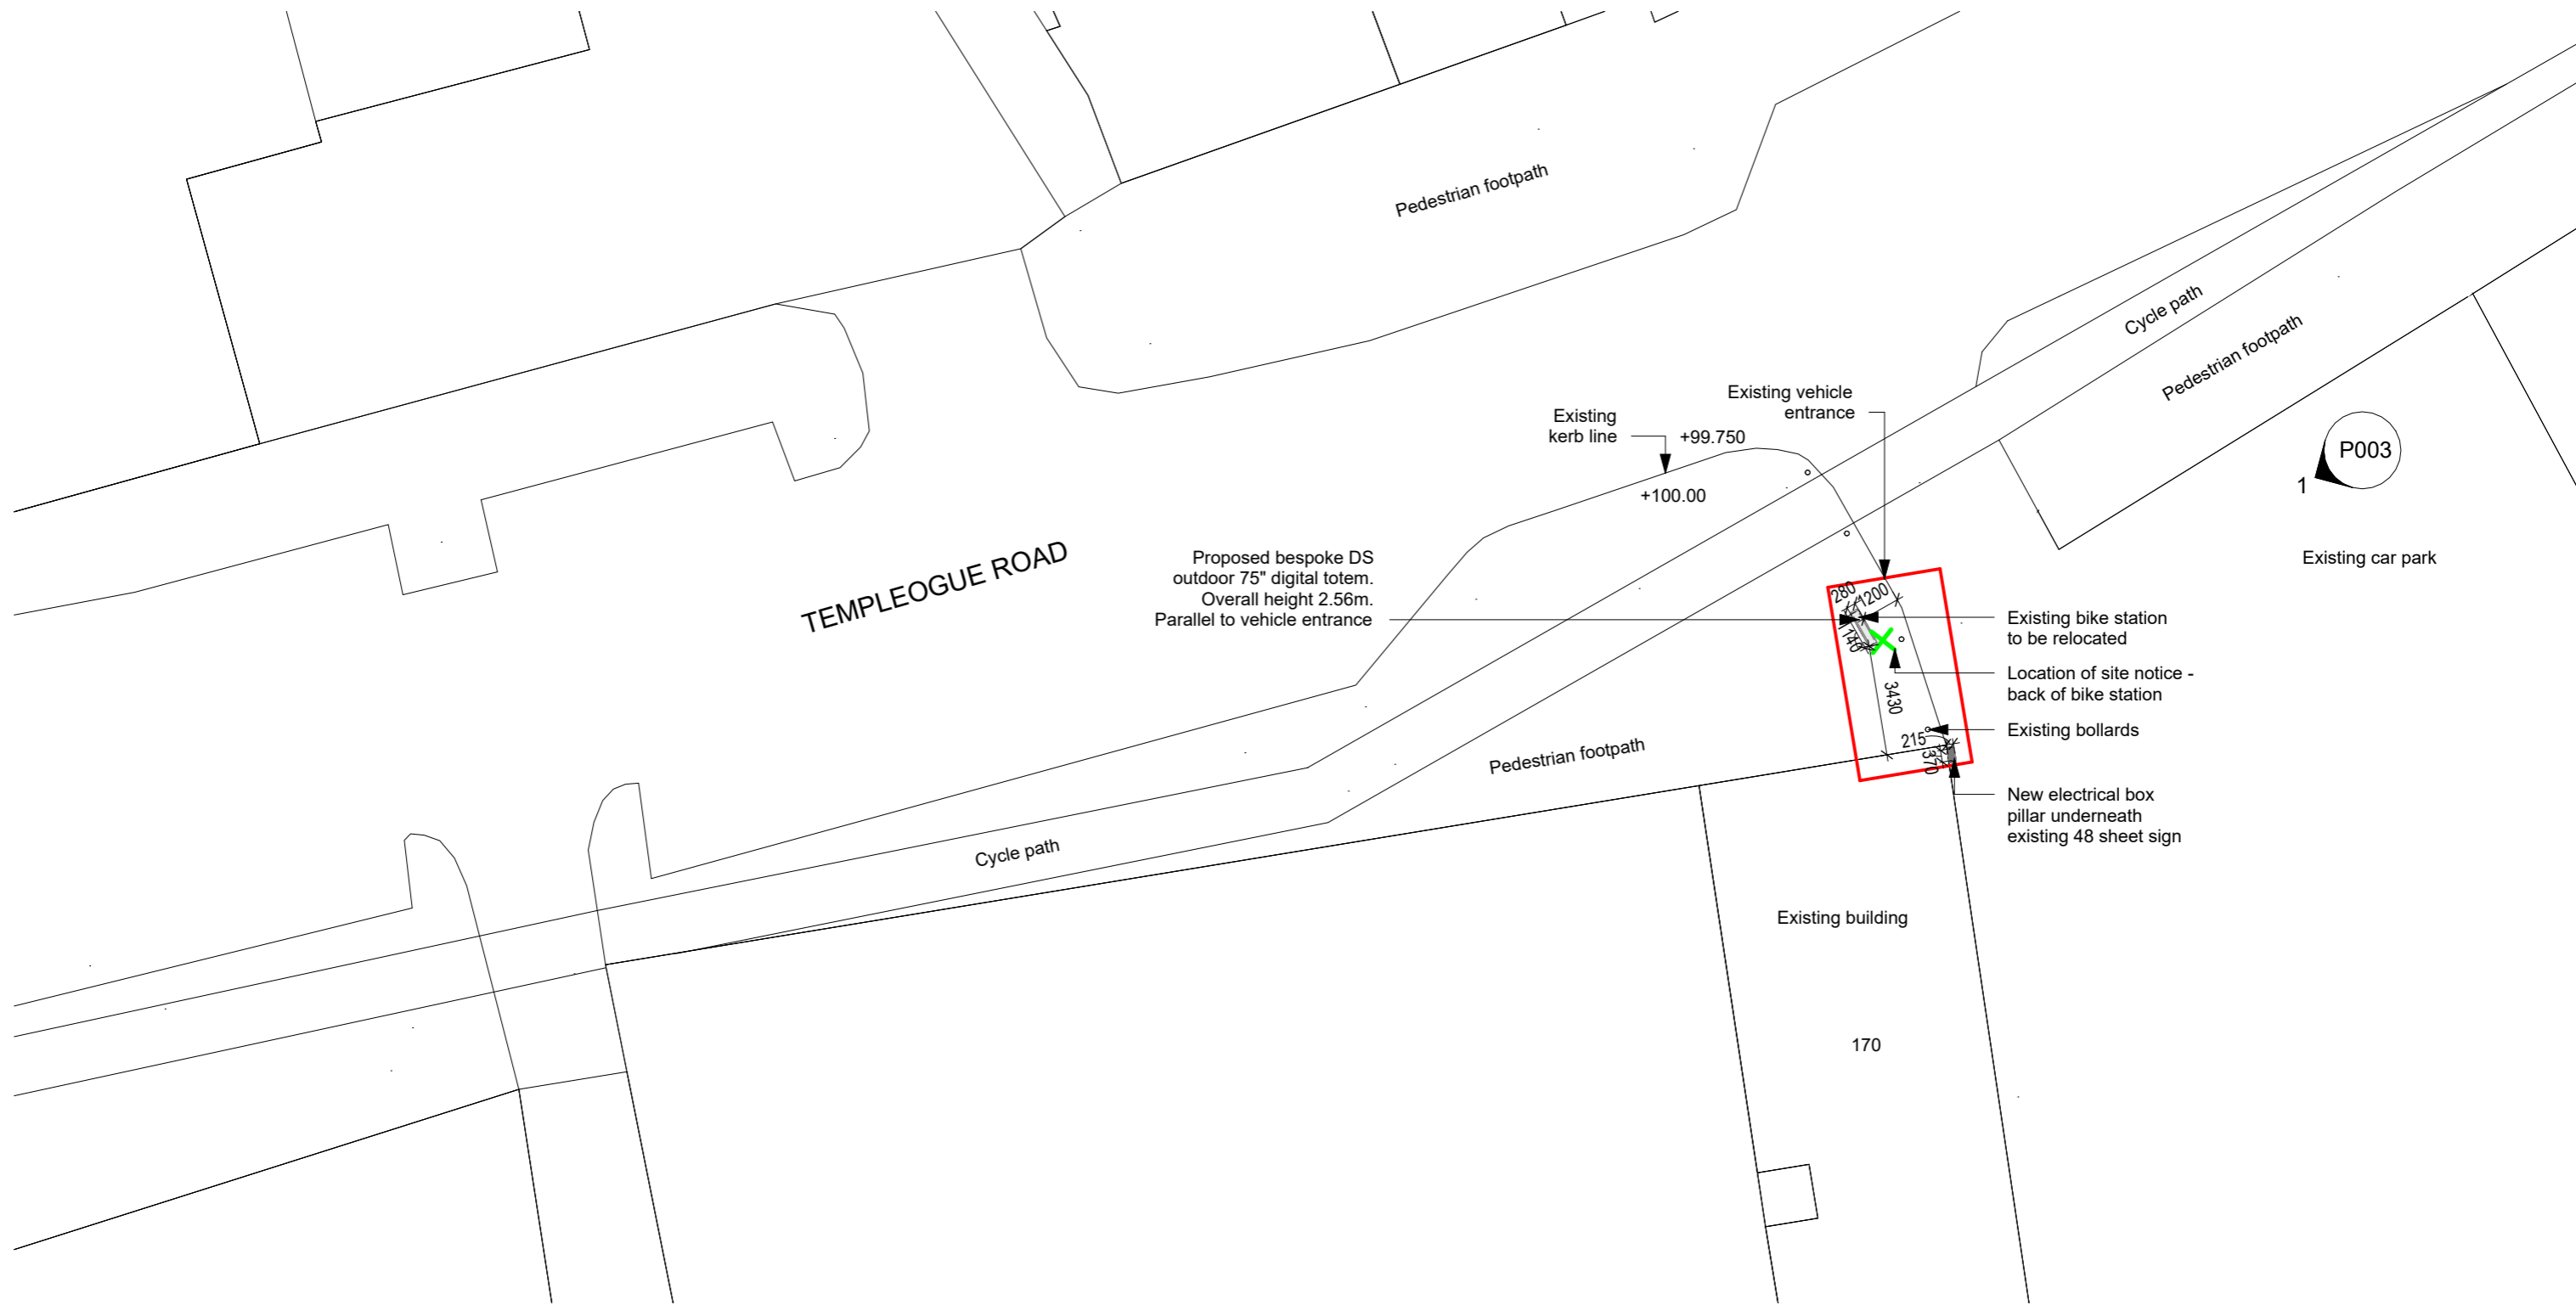 Pedestrian footpath
Cycle path
Pedestrian footpath
Existing vehicle
entrance
Existing
kerb line
+99.750
+100.00
P003
1
Existing car park
TEMPLEOGUE ROAD
Proposed bespoke DS
outdoor 75" digital totem.
Overall height 2.56m.
Parallel to vehicle entrance
280
1200
1140
3430
215
370
Existing bike station
to be relocated
Location of site notice -
back of bike station
Existing bollards
New electrical box
pillar underneath
existing 48 sheet sign
Pedestrian footpath
Cycle path
Existing building
170